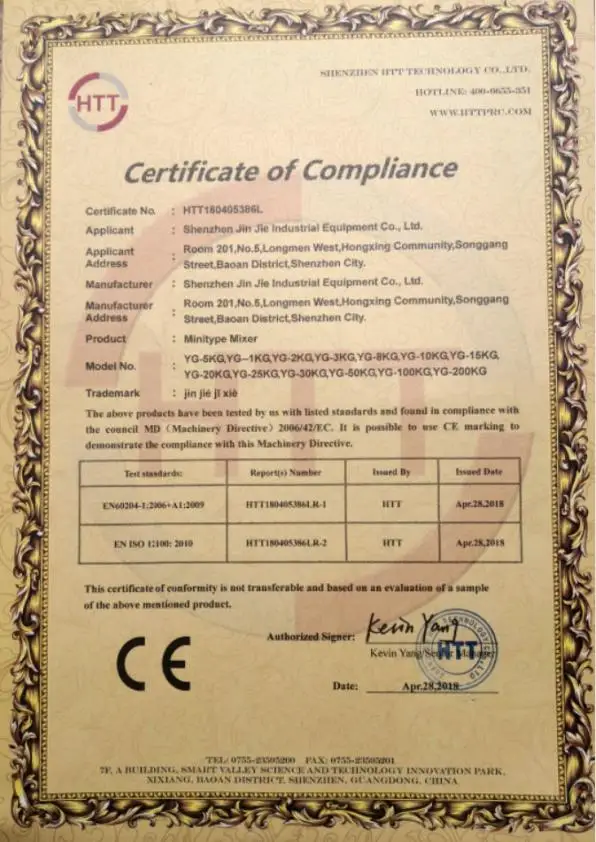 HTT
SHENZHEN HTT TECHNOLOGY CO.,LTD.
HOTLINE: 400-6655-351
WWW.HTTPRC.COM
Certificate of Compliance
Certificate No. : HTT180405386L
Applicant : Shenzhen Jin Jie Industrial Equipment Co., Ltd.
Applicant Address : Room 201,No.5,Longmen West,Hongxing Community,Songgang
Street,Baoan District,Shenzhen City.
Manufacturer : Shenzhen Jin Jie Industrial Equipment Co., Ltd.
Manufacturer Address : Room 201,No.5,Longmen West,Hongxing Community,Songgang
Street,Baoan District,Shenzhen City.
Product : Minitype Mixer
Model No. : YG-5KG,YG--1KG,YG-2KG,YG-3KG,YG-8KG,YG-10KG,YG-15KG,
YG-20KG,YG-25KG,YG-30KG,YG-50KG,YG-100KG,YG-200KG
Trademark : jīn jié jī xiè
The above products have been tested by us with listed standards and found in compliance with
the council MD (Machinery Directive) 2006/42/EC. It is possible to use CE marking to
demonstrate the compliance with this Machinery Directive.
Test standards: Report(s) Number Issued By Issued Date
EN60204-1:2006+A1:2009 HTT180405386LR-1 HTT Apr.28,2018
EN ISO 12100: 2010 HTT180405386LR-2 HTT Apr.28,2018
This certificate of conformity is not transferable and based on an evaluation of a sample
of the above mentioned product.
CE
Authorized Signer: Kevin Yang
Kevin Yang/Senior Manager
HTT
Date: Apr.28,2018
TEL: 0755-23595200 FAX: 0755-23595201
7F, A BUILDING, SMART VALLEY SCIENCE AND TECHNOLOGY INNOVATION PARK,
XIXIANG, BAOAN DISTRICT, SHENZHEN, GUANGDONG, CHINA